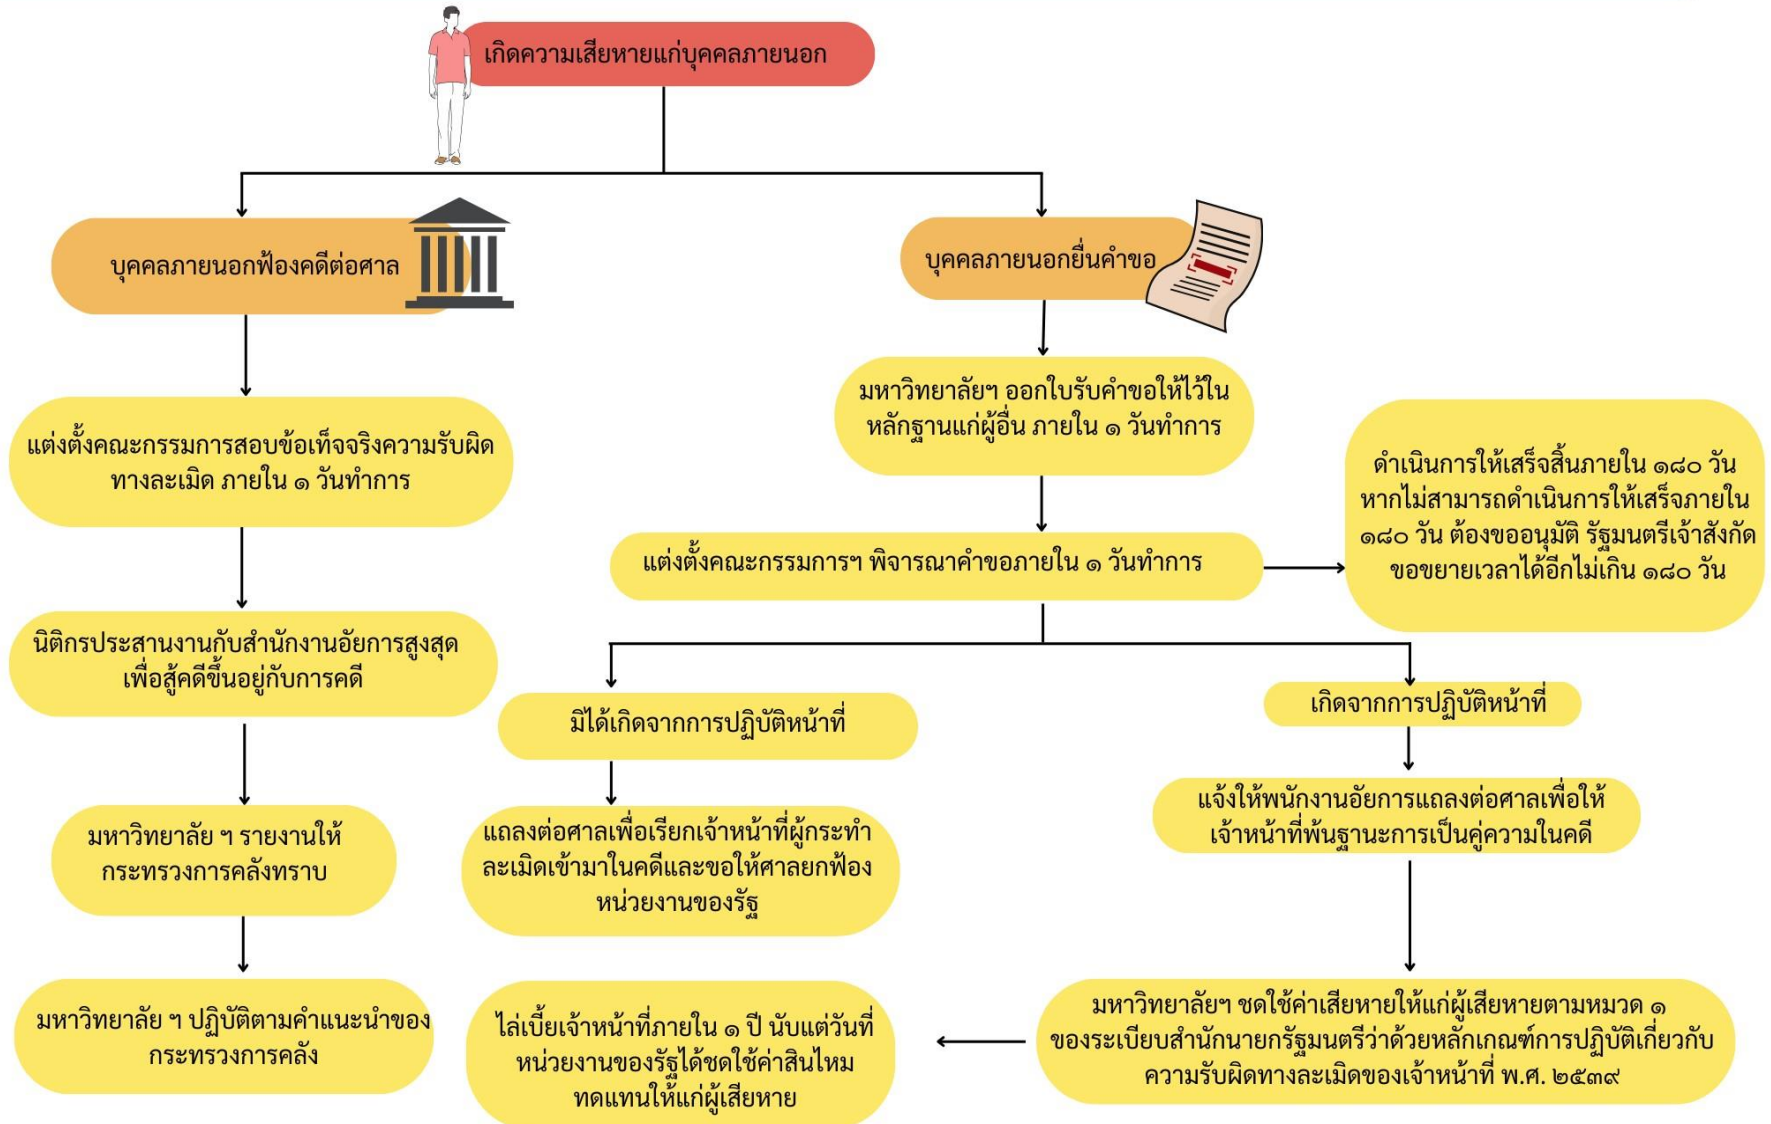 เกิดความเสียหายแก่บุคคลภายนอก
บุคคลภายนอกฟ้องคดีต่อศาล
บุคคลภายนอกยื่นคำขอ
แต่งตั้งคณะกรรมการสอบข้อเท็จจริงความรับผิด
ทางละเมิด ภายใน ๑ วันทำการ
นิติกรประสานงานกับสำนักงานอัยการสูงสุด
เพื่อสู้คดีขึ้นอยู่กับการคดี
มหาวิทยาลัย ฯ รายงานให้
กระทรวงการคลังทราบ
มหาวิทยาลัย ฯ ปฏิบัติตามคำแนะนำของ
กระทรวงการคลัง
มหาวิทยาลัยฯ ออกใบรับคำขอให้ไว้ใน
หลักฐานแก่ผู้อื่น ภายใน ๑ วันทำการ
แต่งตั้งคณะกรรมการฯ พิจารณาคำขอภายใน ๑ วันทำการ
ดำเนินการให้เสร็จสิ้นภายใน ๑๘๐ วัน
หากไม่สามารถดำเนินการให้เสร็จภายใน
๑๘๐ วัน ต้องขออนุมัติ รัฐมนตรีเจ้าสังกัด
ขอขยายเวลาได้อีกไม่เกิน ๑๘๐ วัน
มิได้เกิดจากการปฏิบัติหน้าที่
แถลงต่อศาลเพื่อเรียกเจ้าหน้าที่ผู้กระทำ
ละเมิดเข้ามาในคดีและขอให้ศาลยกฟ้อง
หน่วยงานของรัฐ
เกิดจากการปฏิบัติหน้าที่
แจ้งให้พนักงานอัยการแถลงต่อศาลเพื่อให้
เจ้าหน้าที่พ้นฐานะการเป็นคู่ความในคดี
มหาวิทยาลัยฯ ชดใช้ค่าเสียหายให้แก่ผู้เสียหายตามหมวด ๑
ของระเบียบสำนักนายกรัฐมนตรีว่าด้วยหลักเกณฑ์การปฏิบัติเกี่ยวกับ
ความรับผิดทางละเมิดของเจ้าหน้าที่ พ.ศ. ๒๕๓๙
ไล่เบี้ยเจ้าหน้าที่ภายใน ๑ ปี นับแต่วันที่
หน่วยงานของรัฐได้ชดใช้ค่าสินไหม
ทดแทนให้แก่ผู้เสียหาย